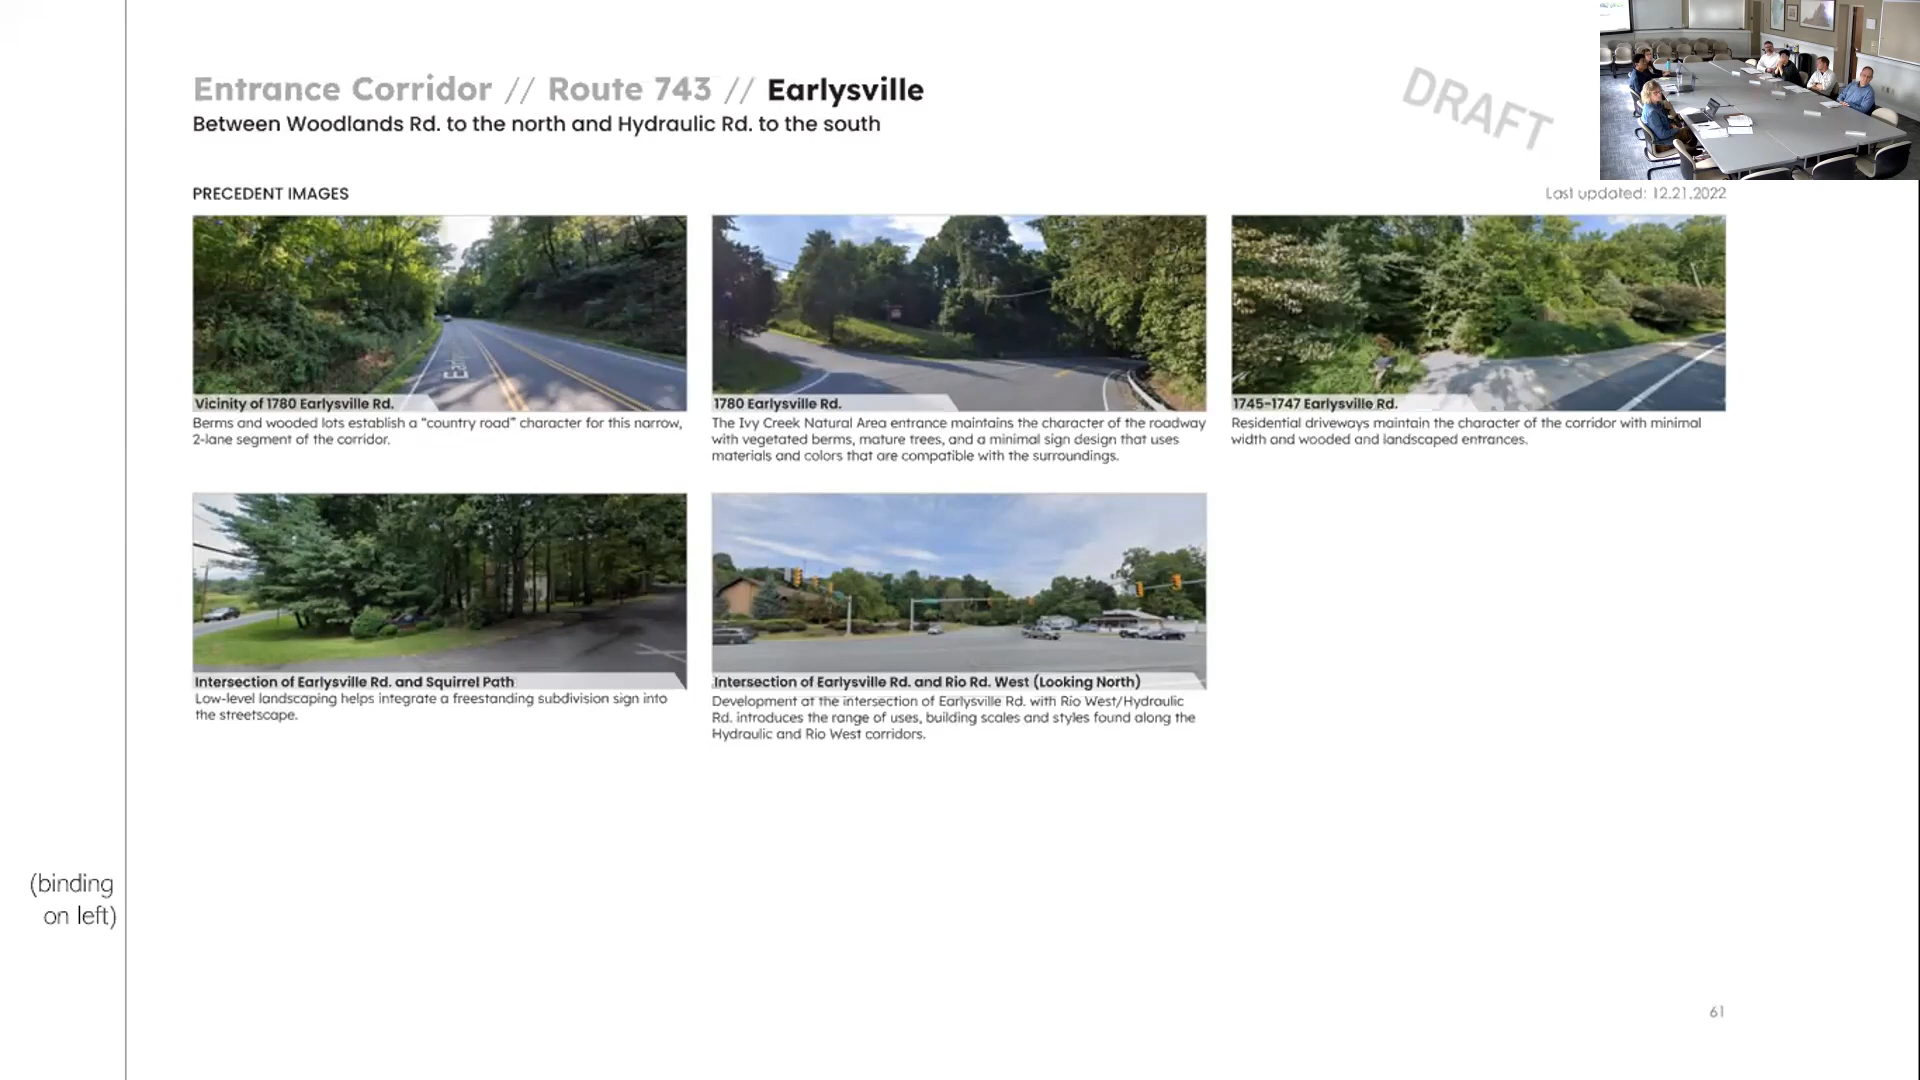 Entrance Corridor // Route 743 // Earlysville
Between Woodlands Rd. to the north and Hydraulic Rd. to the south
DRAFT
PRECEDENT IMAGES
Last updated: 12.21.2022
Vicinity of 1780 Earlysville Rd.
Berms and wooded lots establish a “country road” character for this narrow,
2-lane segment of the corridor.
1780 Earlysville Rd.
The Ivy Creek Natural Area entrance maintains the character of the roadway
with vegetated berms, mature trees, and a minimal sign design that uses
materials and colors that are compatible with the surroundings.
1745-1747 Earlysville Rd.
Residential driveways maintain the character of the corridor with minimal
width and wooded and landscaped entrances.
Intersection of Earlysville Rd. and Squirrel Path
Low-level landscaping helps integrate a freestanding subdivision sign into
the streetscape.
Intersection of Earlysville Rd. and Rio Rd. West (Looking North)
Development at the intersection of Earlysville Rd. with Rio West/Hydraulic
Rd. introduces the range of uses, building scales and styles found along the
Hydraulic and Rio West corridors.
(binding
on left)
61